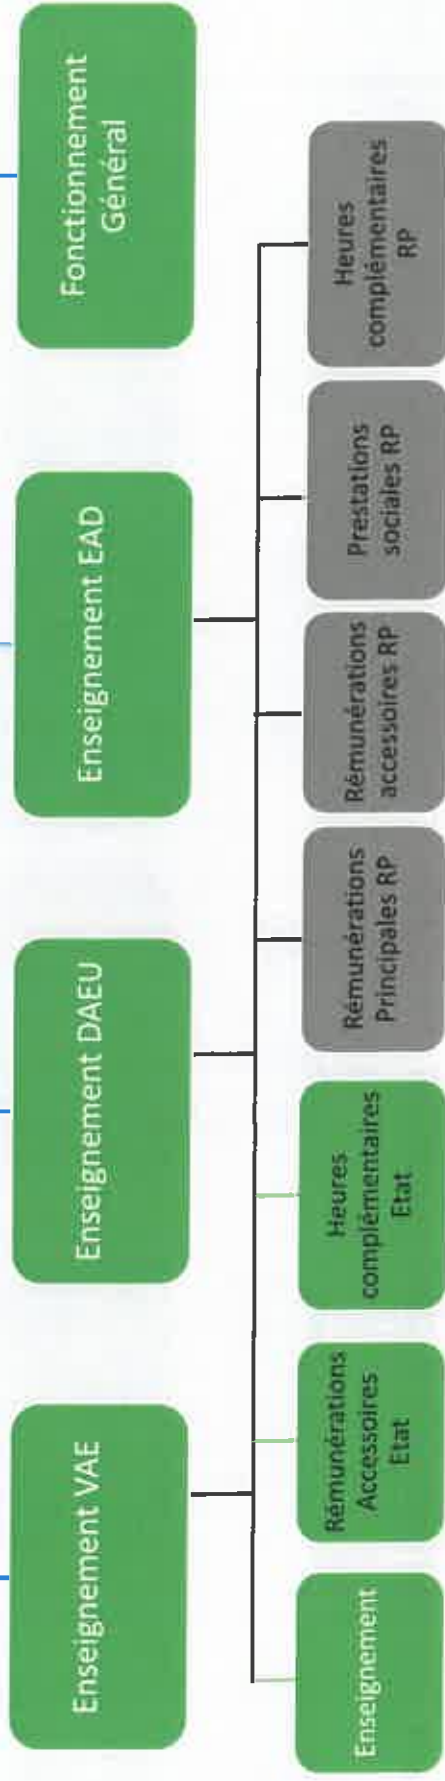 Enseignement VAE
Enseignement DAEU
Enseignement EAD
Fonctionnement
Général
Enseignement
Rémunérations
Accessoires
Etat
Heures
complémentaires
Etat
Rémunérations
Principales RP
Rémunérations
accessoires RP
Prestations
sociales RP
Heures
complémentaires
RP